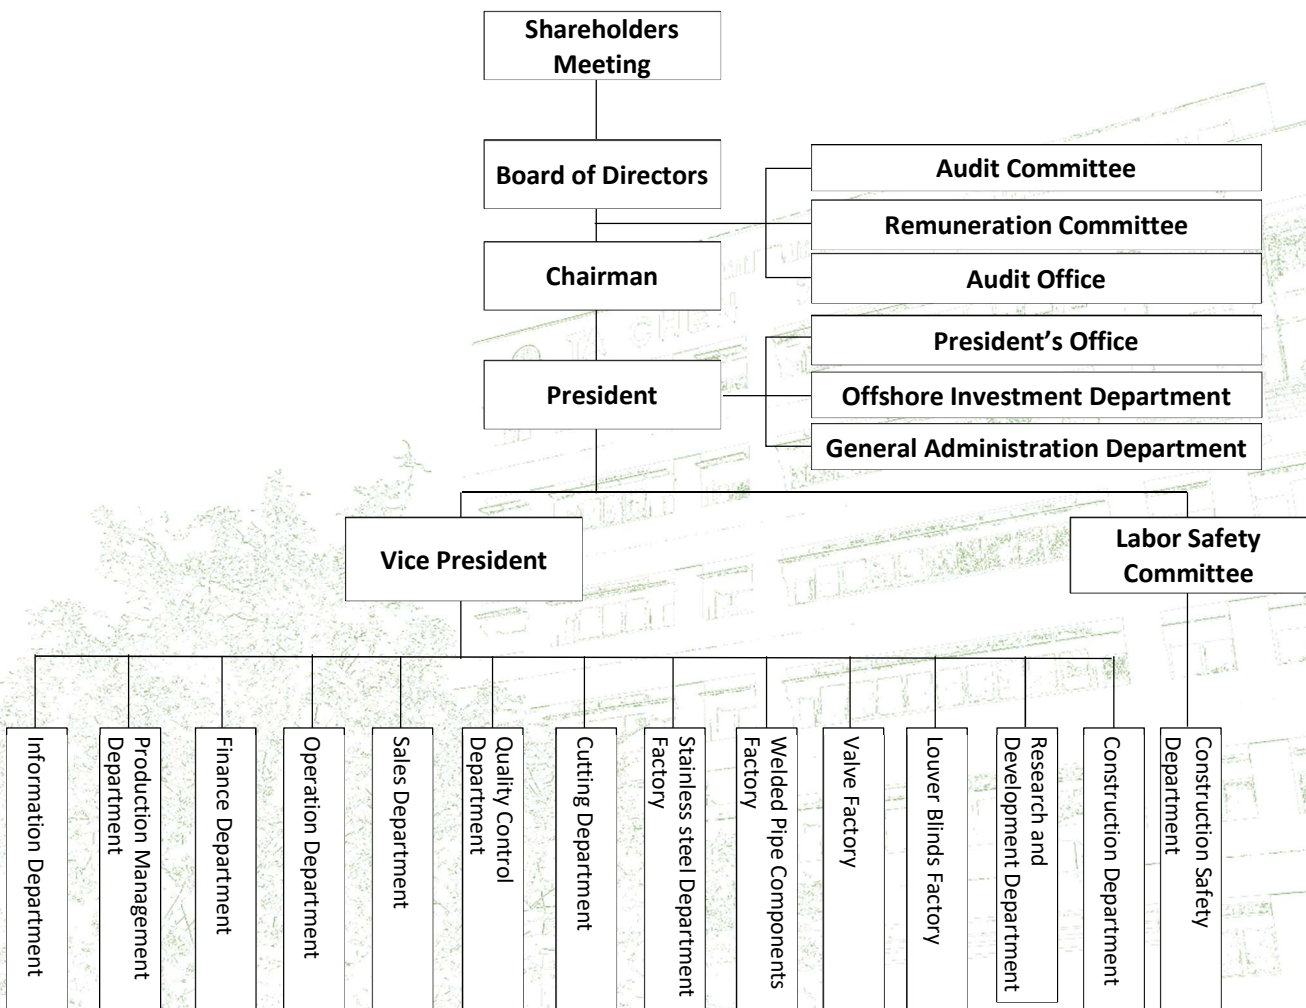 Shareholders
Meeting
Board of Directors
Audit Committee
Remuneration Committee
Chairman
Audit Office
President’s Office
President
Offshore Investment Department
General Administration Department
Vice President
Labor Safety
Committee
Information Department
Production Management
Department
Finance Department
Operation Department
Sales Department
Quality Control
Department
Cutting Department
Stainless steel Department
Factory
Welded Pipe Components
Factory
Valve Factory
Louver Blinds Factory
Research and
Development Department
Construction Department
Construction Safety
Department